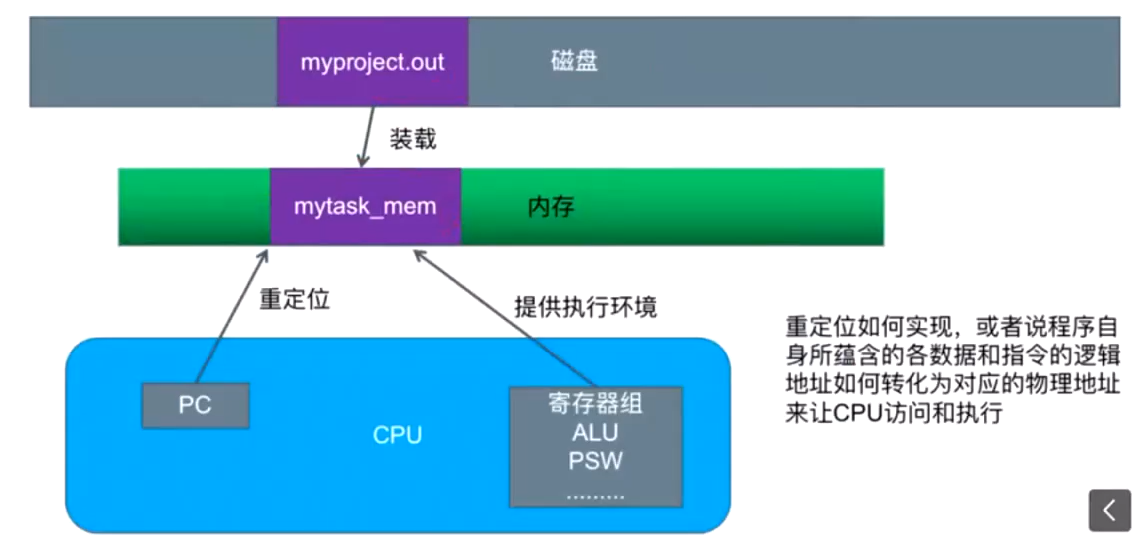 myproject.out 磁盘
装载
mytask_mem 内存
重定位 提供执行环境
重定位如何实现，或者说程序自
身所蕴含的各数据和指令的逻辑
地址如何转化为对应的物理地址
来让CPU访问和执行
PC
CPU
寄存器组
ALU
PSW
.........